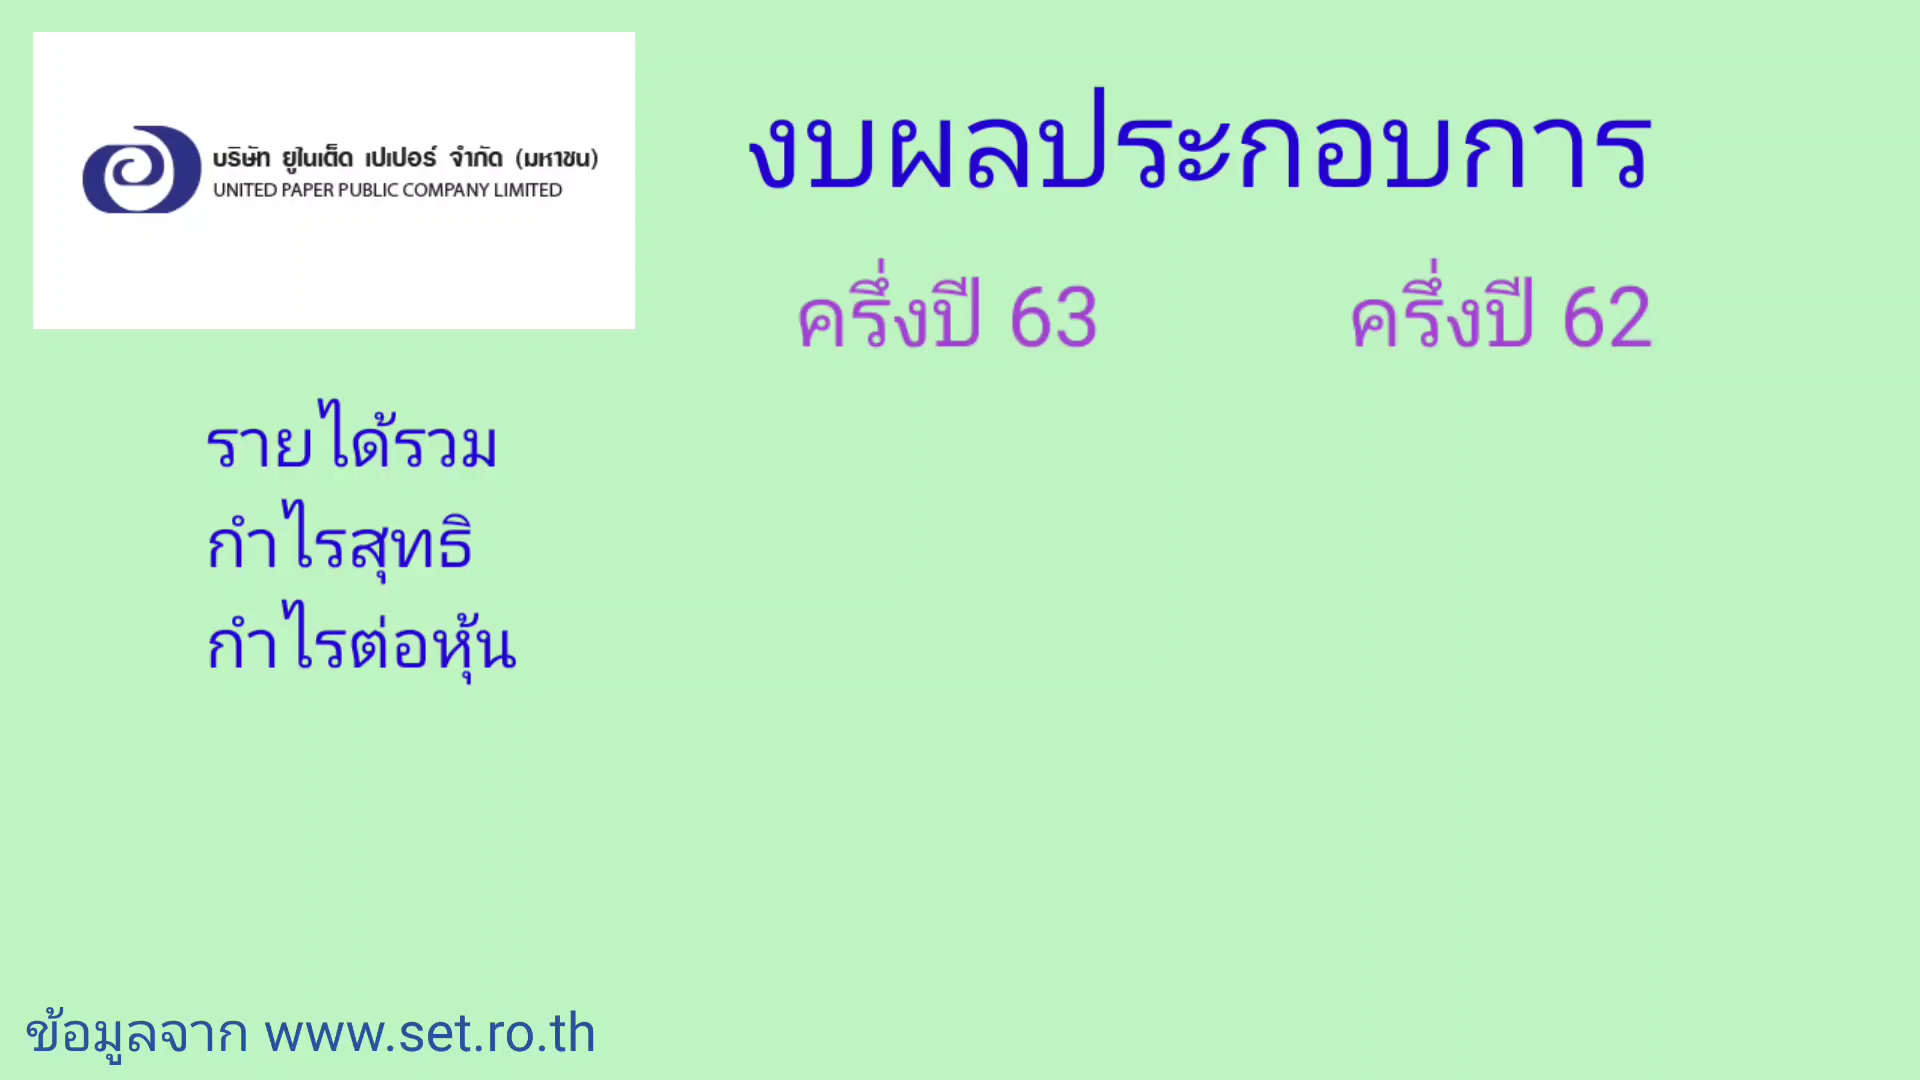 บริษัท ยูไนเต็ด เปเปอร์ จำกัด (มหาชน)
UNITED PAPER PUBLIC COMPANY LIMITED
งบผลประกอบการ
ครึ่งปี 63
ครึ่งปี 62
รายได้รวม
กำไรสุทธิ
กำไรต่อหุ้น
ข้อมูลจาก www.set.ro.th